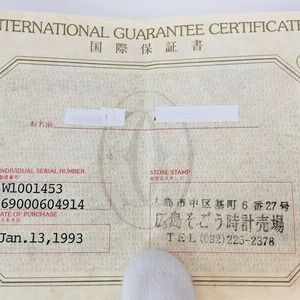 INTERNATIONAL GUARANTEE CERTIFICATE
国際保証書
お名前
INDIVIDUAL SERIAL NUMBER
W1001453
69000604914
DATE OF PURCHASE
Jan.13,1993
STORE STAMP
広島市中区基町6番27号
広島そごう時計売場
TEL (082)225-2378